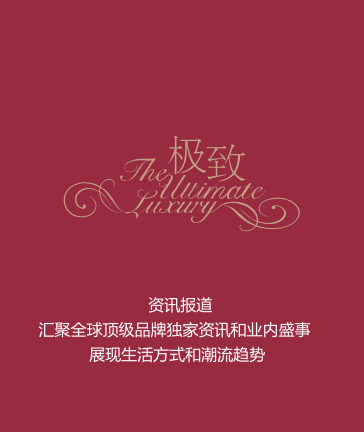 极致
The
Ultimate
Luxury
资讯报道
汇聚全球顶级品牌独家资讯和业内盛事
展现生活方式和潮流趋势